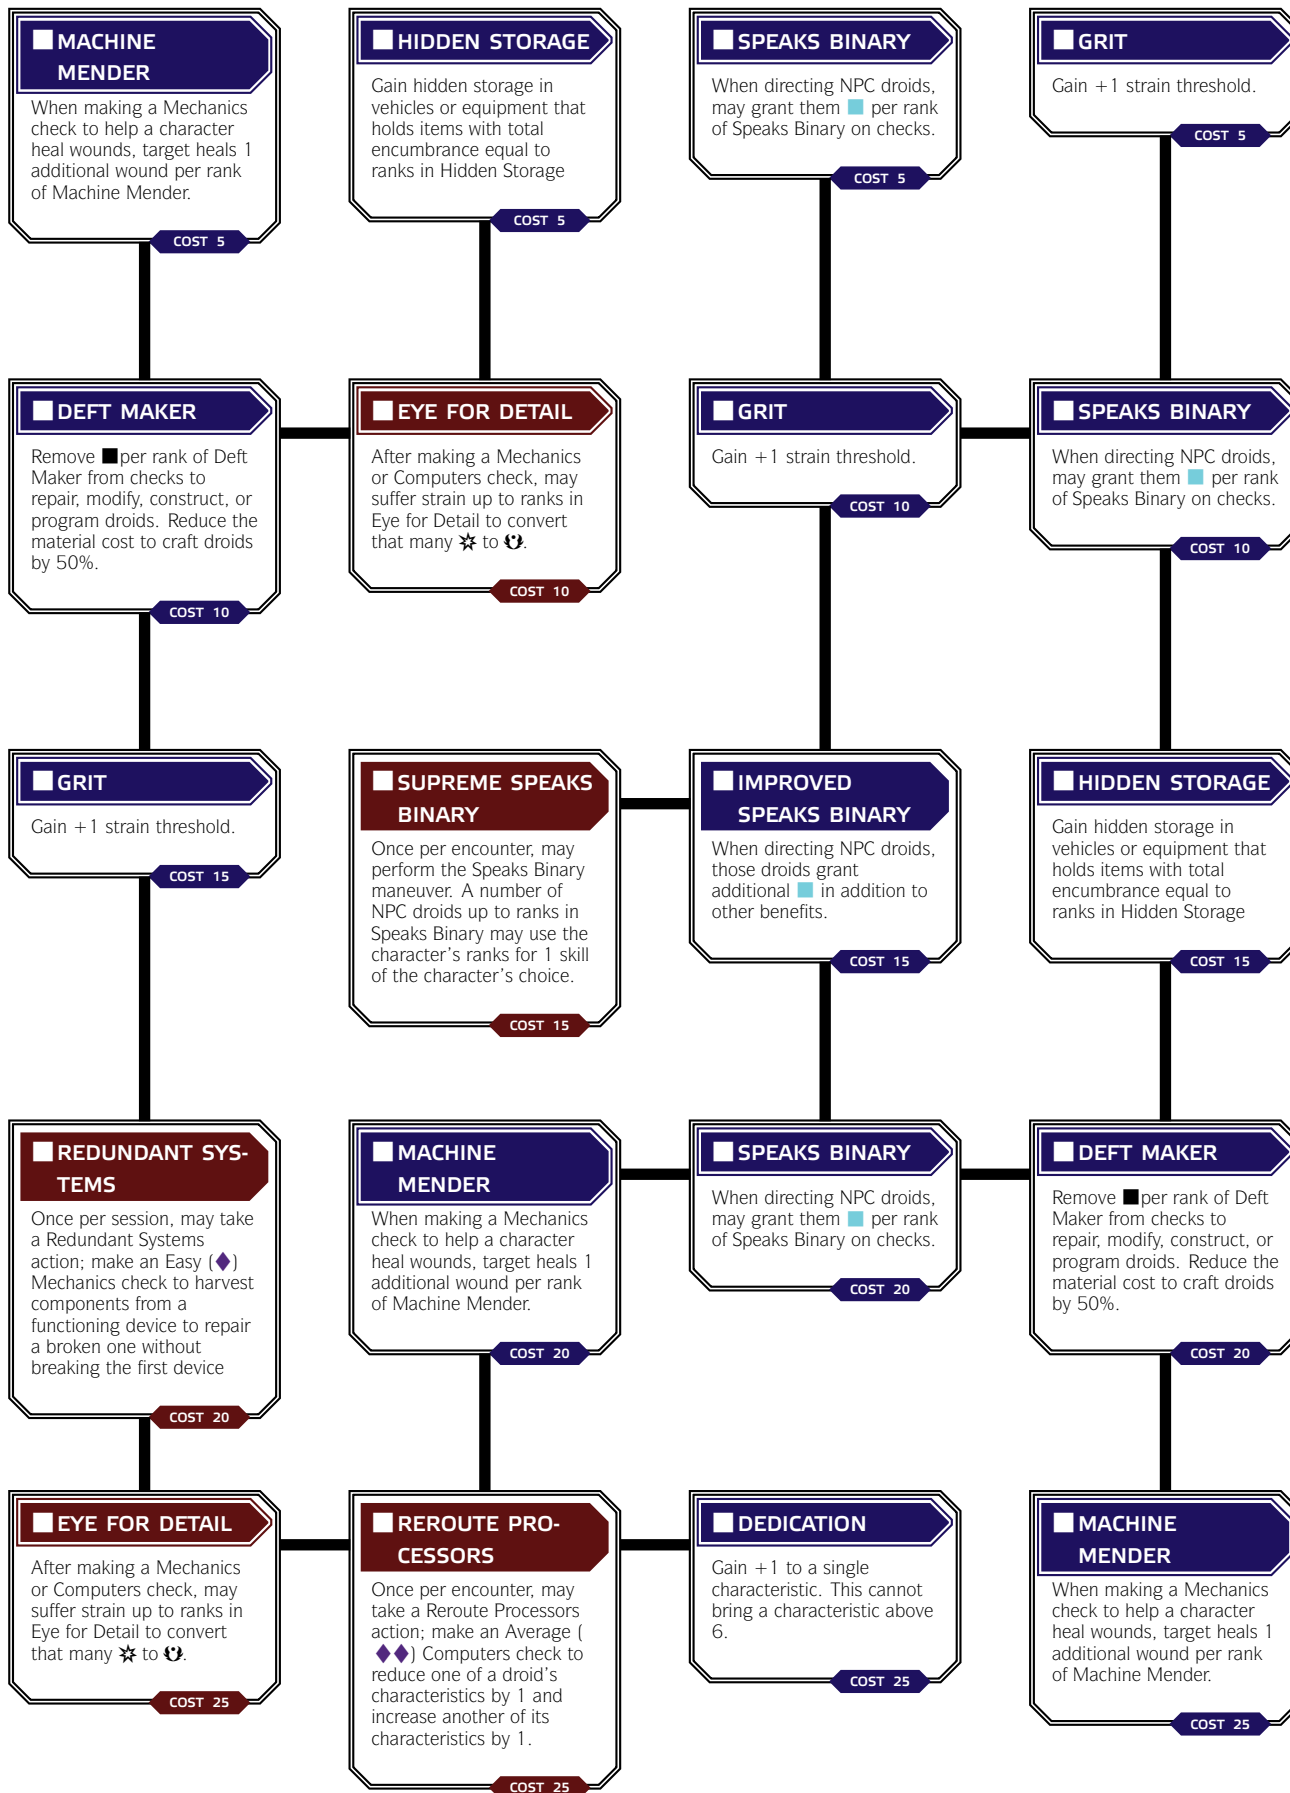 MACHINE
MENDER
When making a Mechanics
check to help a character
heal wounds, target heals 1
additional wound per rank
of Machine Mender.
COST 5
HIDDEN STORAGE
Gain hidden storage in
vehicles or equipment that
holds items with total
encumbrance equal to
ranks in Hidden Storage
COST 5
SPEAKS BINARY
When directing NPC droids,
may grant them per rank
of Speaks Binary on checks.
COST 5
GRIT
Gain +1 strain threshold.
COST 5
DEFT MAKER
Remove per rank of Deft
Maker from checks to
repair, modify, construct, or
program droids. Reduce the
material cost to craft droids
by 50%.
COST 10
EYE FOR DETAIL
After making a Mechanics
or Computers check, may
suffer strain up to ranks in
Eye for Detail to convert
that many to .
COST 10
GRIT
Gain +1 strain threshold.
COST 10
SPEAKS BINARY
When directing NPC droids,
may grant them per rank
of Speaks Binary on checks.
COST 10
GRIT
Gain +1 strain threshold.
COST 15
SUPREME SPEAKS
BINARY
Once per encounter, may
perform the Speaks Binary
maneuver. A number of
NPC droids up to ranks in
Speaks Binary may use the
character's ranks for 1 skill
of the character's choice.
COST 15
IMPROVED
SPEAKS BINARY
When directing NPC droids,
those droids grant
additional in addition to
other benefits.
COST 15
HIDDEN STORAGE
Gain hidden storage in
vehicles or equipment that
holds items with total
encumbrance equal to
ranks in Hidden Storage
COST 15
REDUNDANT SYS-
TEMS
Once per session, may take
a Redundant Systems
action; make an Easy (♦)
Mechanics check to harvest
components from a
functioning device to repair
a broken one without
breaking the first device
COST 20
MACHINE
MENDER
When making a Mechanics
check to help a character
heal wounds, target heals 1
additional wound per rank
of Machine Mender.
COST 20
SPEAKS BINARY
When directing NPC droids,
may grant them per rank
of Speaks Binary on checks.
COST 20
DEFT MAKER
Remove per rank of Deft
Maker from checks to
repair, modify, construct, or
program droids. Reduce the
material cost to craft droids
by 50%.
COST 20
EYE FOR DETAIL
After making a Mechanics
or Computers check, may
suffer strain up to ranks in
Eye for Detail to convert
that many to .
COST 25
REROUTE PRO-
CESSORS
Once per encounter, may
take a Reroute Processors
action; make an Average (
♦♦) Computers check to
reduce one of a droid's
characteristics by 1 and
increase another of its
characteristics by 1.
COST 25
DEDICATION
Gain +1 to a single
characteristic. This cannot
bring a characteristic above
6.
COST 25
MACHINE
MENDER
When making a Mechanics
check to help a character
heal wounds, target heals 1
additional wound per rank
of Machine Mender.
COST 25